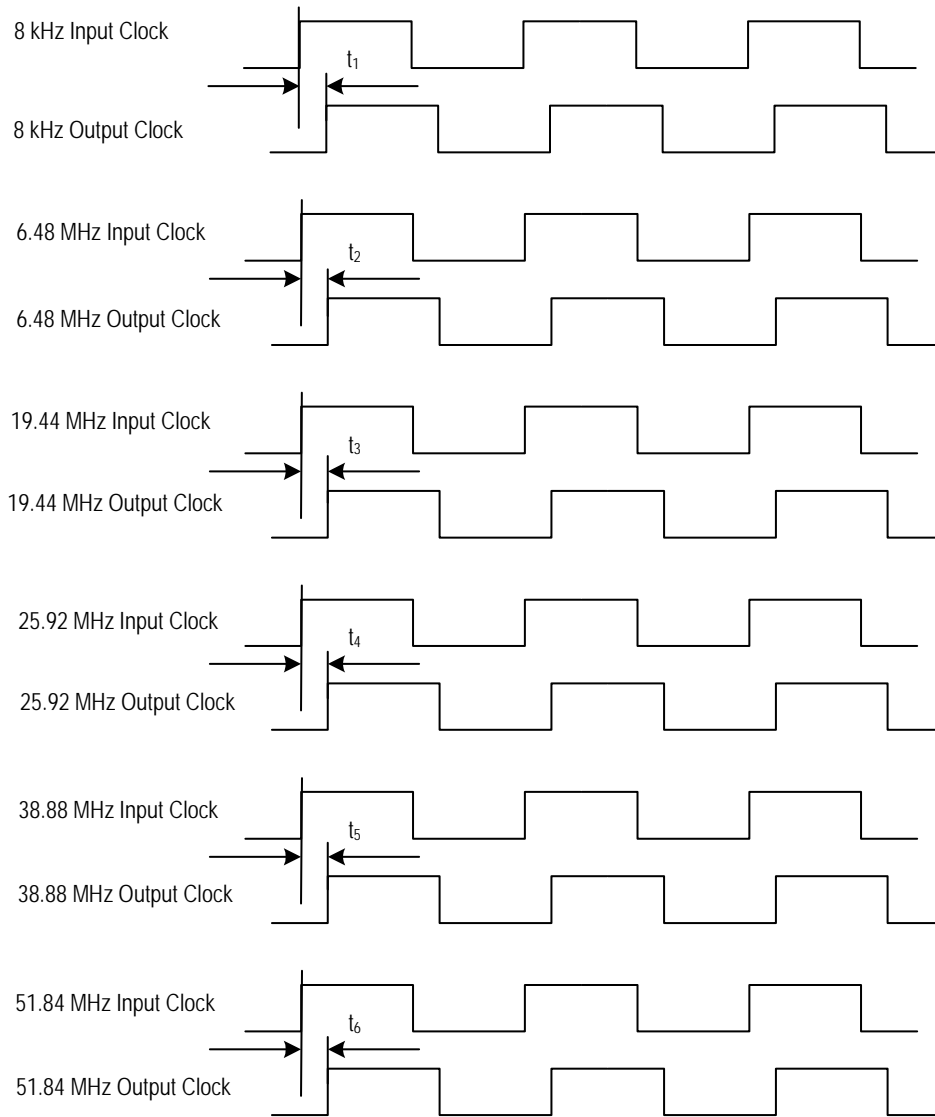 8 kHz Input Clock
t1
8 kHz Output Clock
6.48 MHz Input Clock
t2
6.48 MHz Output Clock
19.44 MHz Input Clock
t3
19.44 MHz Output Clock
25.92 MHz Input Clock
t4
25.92 MHz Output Clock
38.88 MHz Input Clock
t5
38.88 MHz Output Clock
51.84 MHz Input Clock
t6
51.84 MHz Output Clock